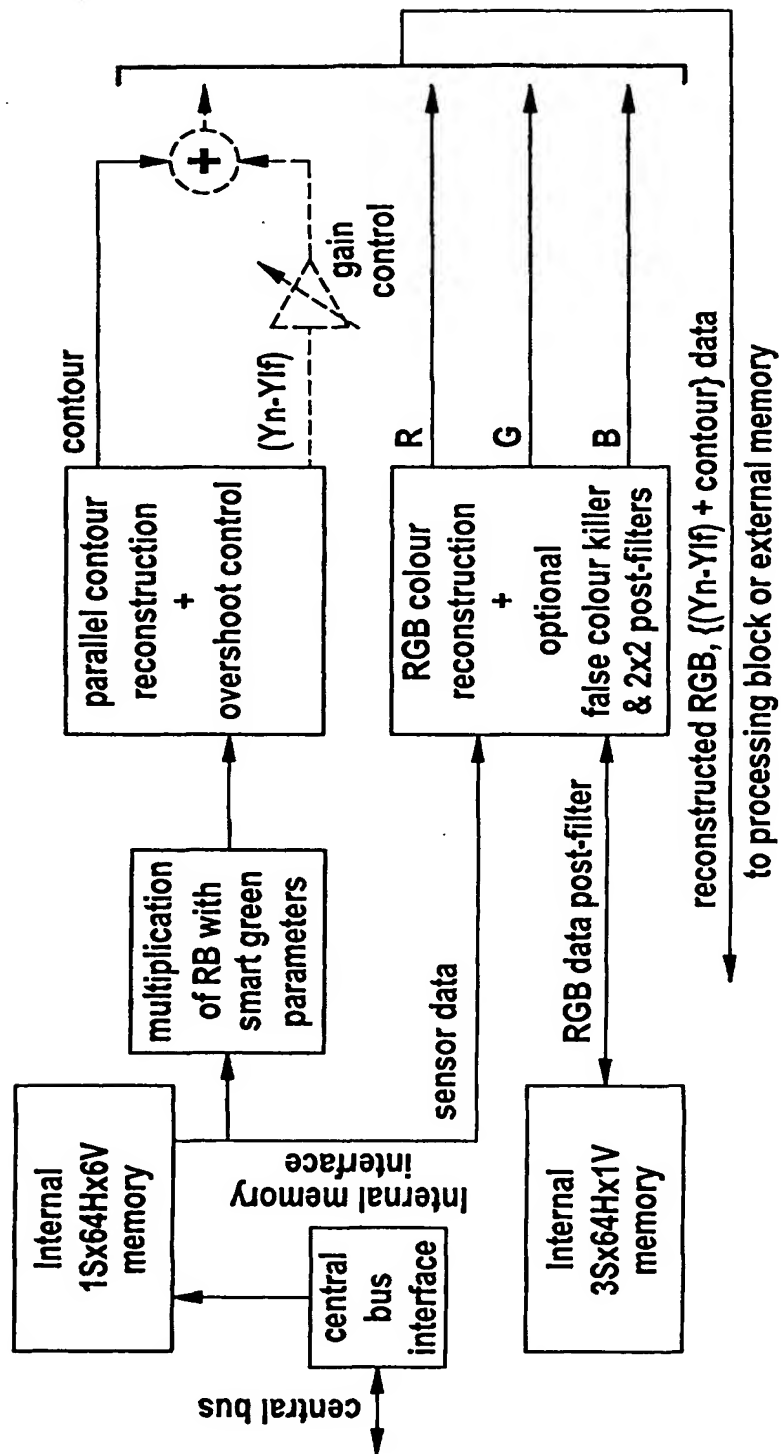 central bus
central
bus
interface
Internal
1Sx64Hx6V
memory
Internal memory
interface
multiplication
of RB with
smart green
parameters
parallel contour
reconstruction
+
overshoot control
contour
(Yn-Ylf)
gain
control
+
sensor data
RGB colour
reconstruction
+
optional
false colour killer
& 2x2 post-filters
R
G
B
Internal
3Sx64Hx1V
memory
RGB data post-filter
reconstructed RGB, {(Yn-Ylf) + contour} data
to processing block or external memory